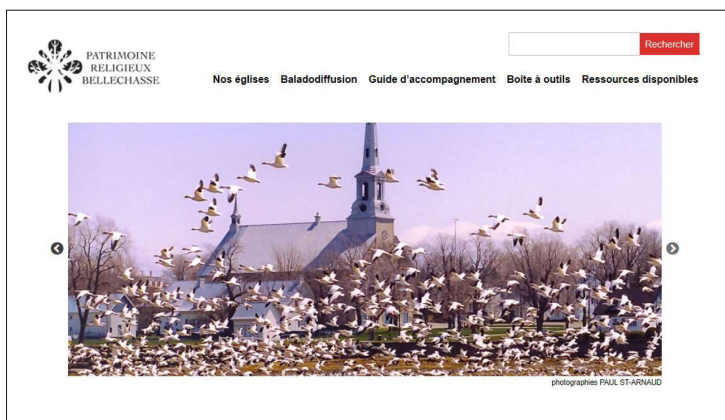 PATRIMOINE
RELIGIEUX
BELLECHASSE
Rechercher
Nos églises Baladodiffusion Guide d'accompagnement Boîte à outils Ressources disponibles
photographies PAUL ST-ARNAUD